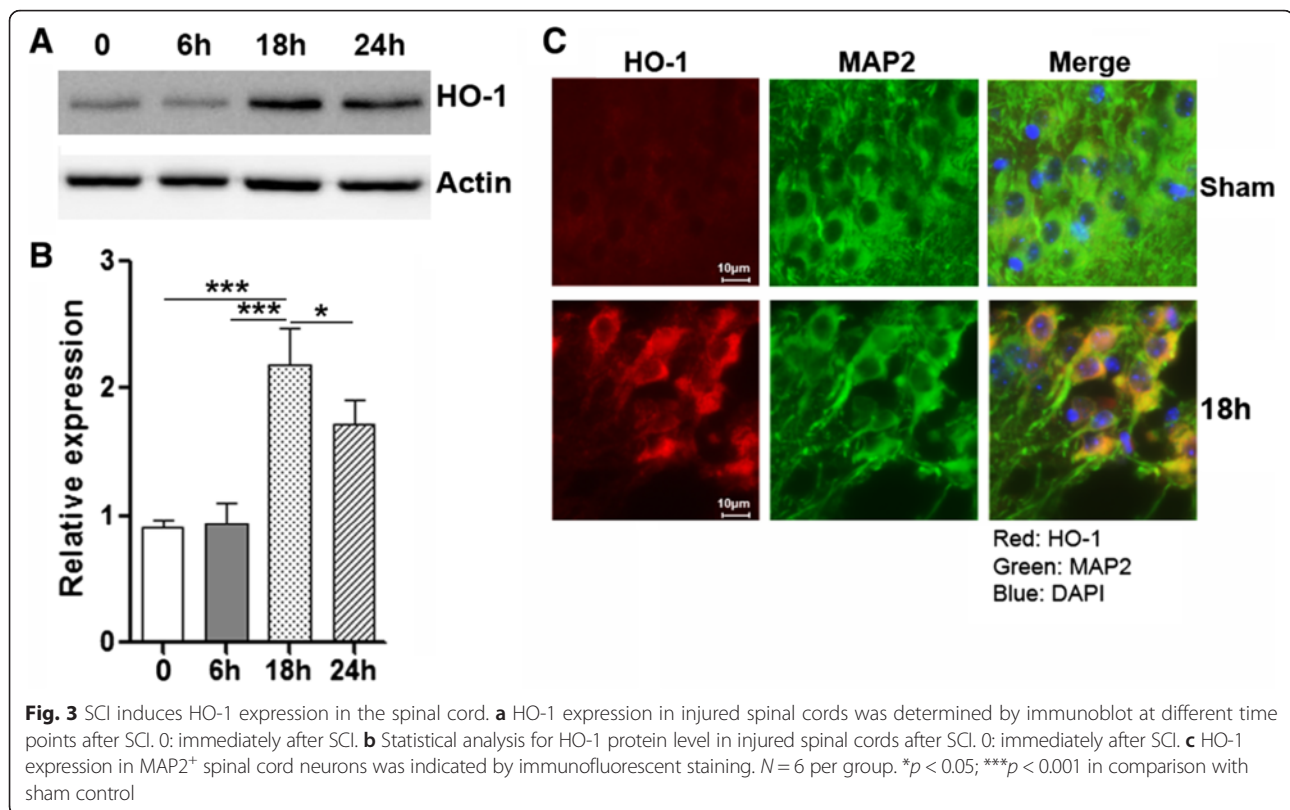 A
0 6h 18h 24h
HO-1
Actin
B
Relative expression
3
2
1
0
*** 
***
*
0 6h 18h 24h
C
HO-1 MAP2 Merge
10µm
Sham
10µm
18h
Red: HO-1
Green: MAP2
Blue: DAPI
Fig. 3 SCI induces HO-1 expression in the spinal cord. a HO-1 expression in injured spinal cords was determined by immunoblot at different time
points after SCI. 0: immediately after SCI. b Statistical analysis for HO-1 protein level in injured spinal cords after SCI. 0: immediately after SCI. c HO-1
expression in MAP2⁺ spinal cord neurons was indicated by immunofluorescent staining. N = 6 per group. *p < 0.05; ***p < 0.001 in comparison with
sham control